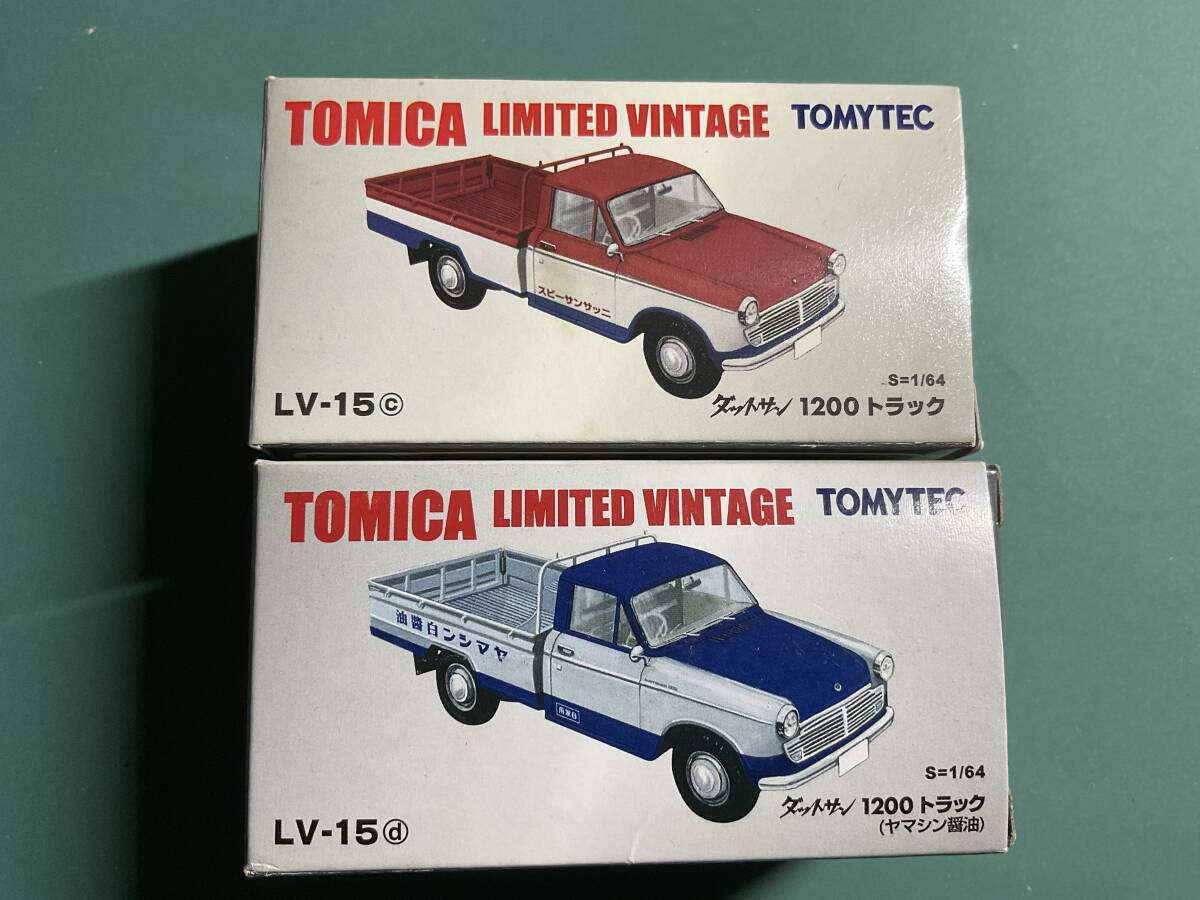 TOMICA LIMITED VINTAGE TOMYTEC
スビーサンサッニ
S=1/64
LV-15ⓒ ダットサン 1200 トラック
TOMICA LIMITED VINTAGE TOMYTEC
油醬白ンシマヤ
S=1/64
ダットサン 1200 トラック
LV-15ⓓ (ヤマシン醤油)